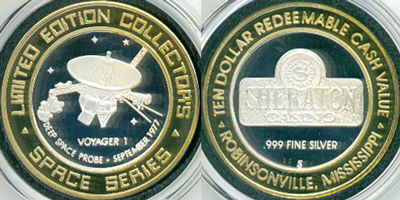 LIMITED EDITION COLLECTOR'S
VOYAGER 1
DEEP SPACE PROBE • SEPTEMBER 1977
SPACE SERIES
TEN DOLLAR REDEEMABLE CASH VALUE
S
SHERATON
CASINO
.999 FINE SILVER
S
ROBINSONVILLE, MISSISSIPPI